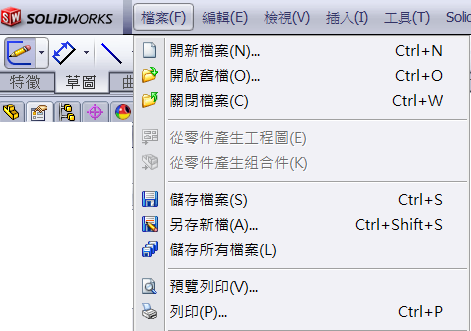 SW SOLIDWORKS 檔案(F) 編輯(E) 檢視(V) 插入(I) 工具(T) Solid
特徵 草圖
開新檔案(N)... Ctrl+N
開啟舊檔(O)... Ctrl+O
關閉檔案(C) Ctrl+W
從零件產生工程圖(E)
從零件產生組合件(K)
儲存檔案(S) Ctrl+S
另存新檔(A)... Ctrl+Shift+S
儲存所有檔案(L)
預覽列印(V)...
列印(P)... Ctrl+P